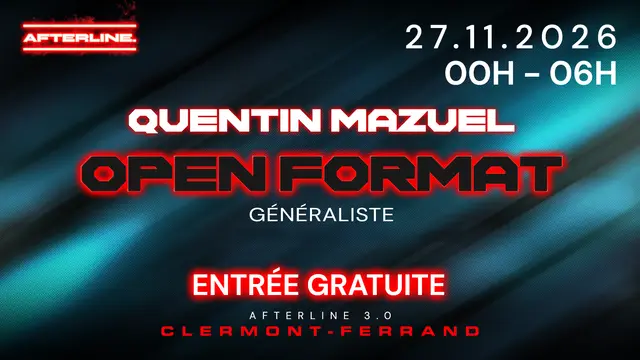 AFTERLINE.
27.11.2026
00H - 06H
QUENTIN MAZUEL
OPEN FORMAT
GÉNÉRALISTE
ENTRÉE GRATUITE
AFTERLINE 3.0
CLERMONT-FERRAND